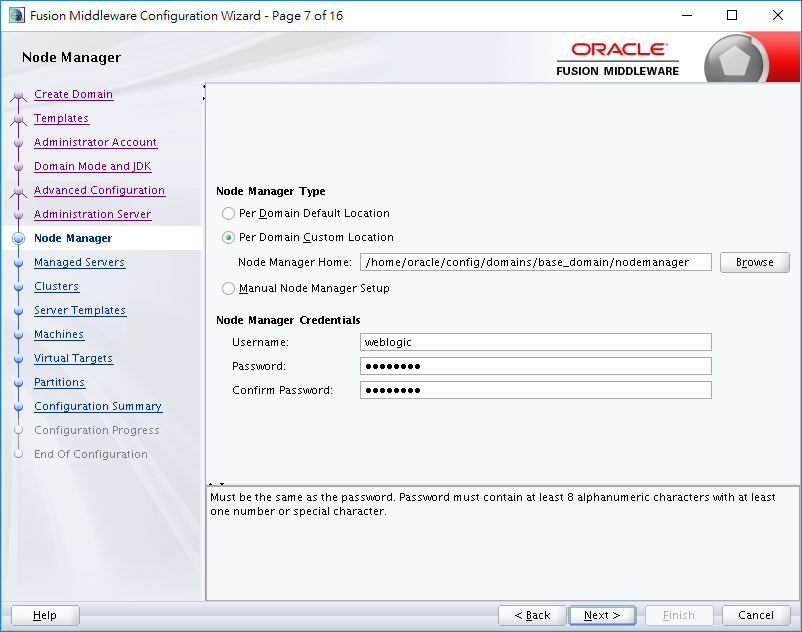 Fusion Middleware Configuration Wizard - Page 7 of 16
Node Manager
ORACLE
FUSION MIDDLEWARE
Create Domain
Templates
Administrator Account
Domain Mode and JDK
Advanced Configuration
Administration Server
Node Manager
Managed Servers
Clusters
Server Templates
Machines
Virtual Targets
Partitions
Configuration Summary
Configuration Progress
End Of Configuration
Node Manager Type
Per Domain Default Location
Per Domain Custom Location
Node Manager Home: /home/oracle/config/domains/base_domain/nodemanager Browse
Manual Node Manager Setup
Node Manager Credentials
Username: weblogic
Password: ●●●●●●●●
Confirm Password: ●●●●●●●●
Must be the same as the password. Password must contain at least 8 alphanumeric characters with at least
one number or special character.
Help < Back Next > Finish Cancel